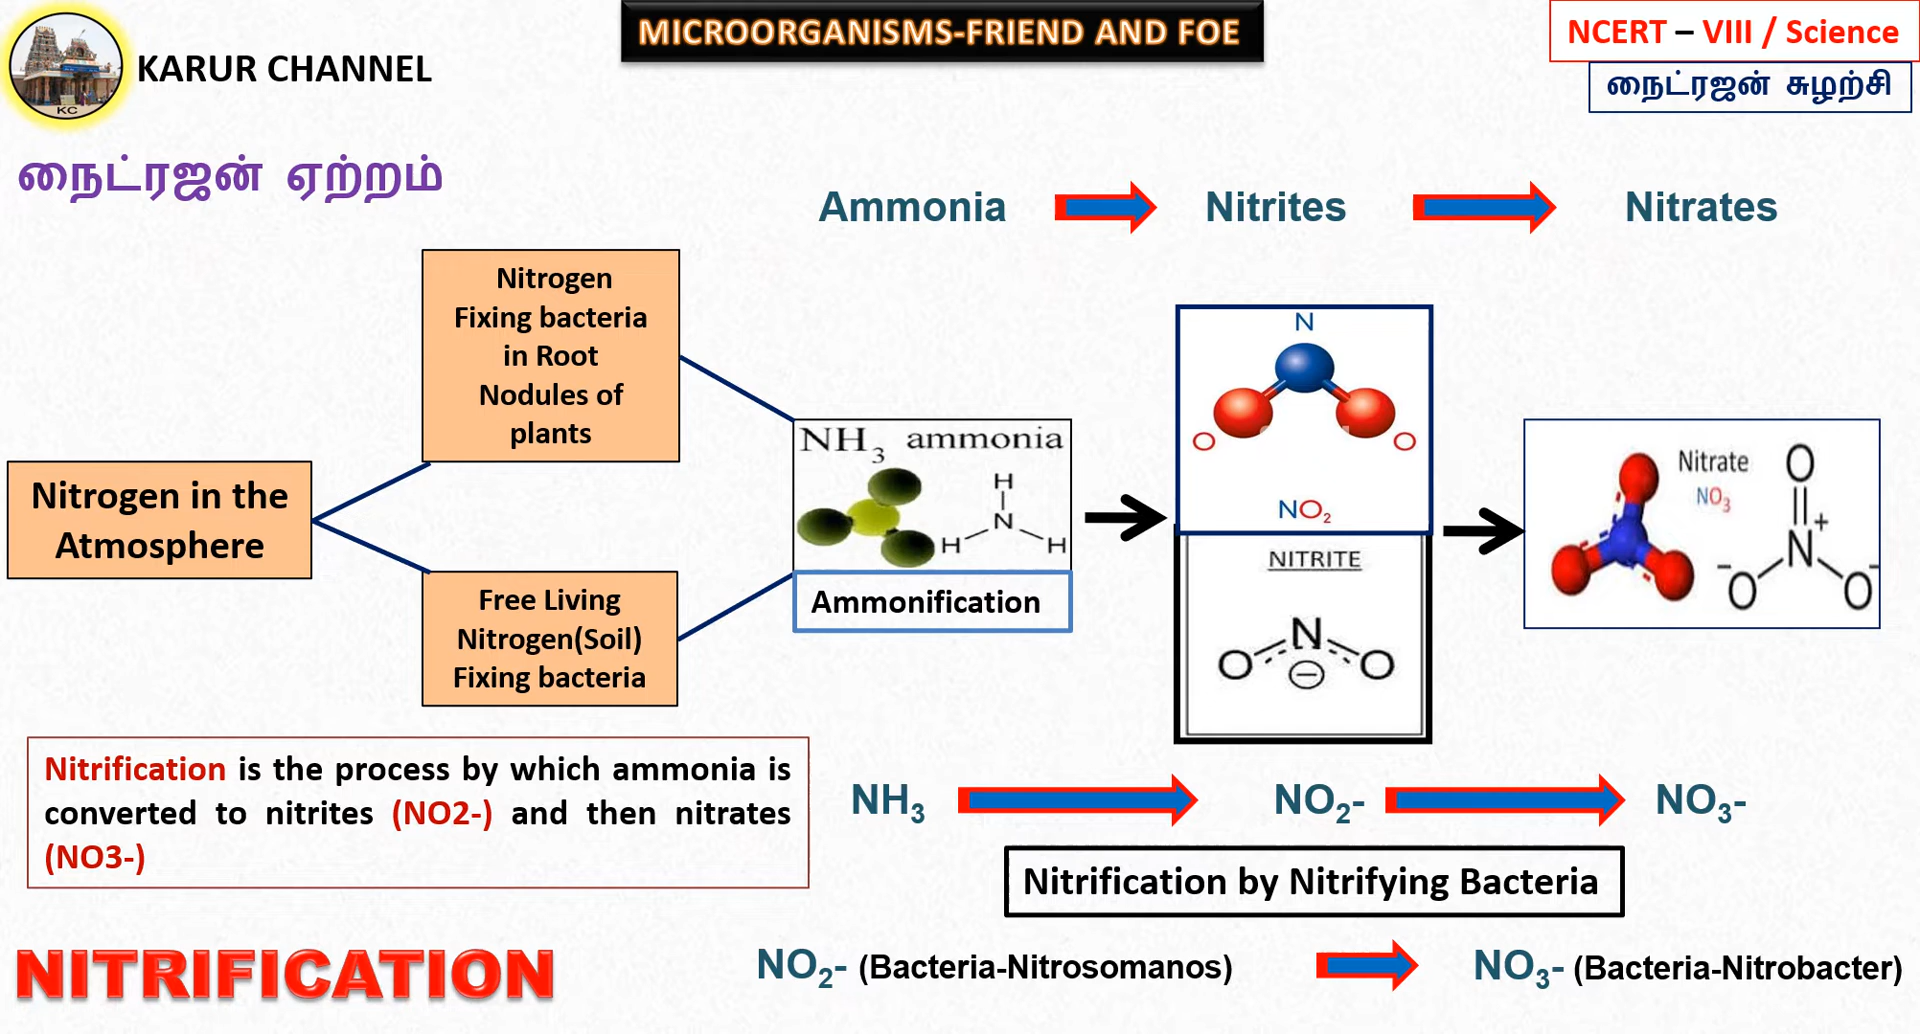 KC
KARUR CHANNEL
MICROORGANISMS-FRIEND AND FOE
NCERT – VIII / Science
நைட்ரஜன் சுழற்சி
நைட்ரஜன் ஏற்றம்
Ammonia Nitrites Nitrates
Nitrogen
Fixing bacteria
in Root
Nodules of
plants
Nitrogen in the
Atmosphere
Free Living
Nitrogen(Soil)
Fixing bacteria
NH3 ammonia
H
N
H H
Ammonification
N
O O
NO2
NITRITE
N
O O
−
Nitrate
NO3
O
N+
−O O−
Nitrification is the process by which ammonia is
converted to nitrites (NO2-) and then nitrates
(NO3-)
NH3 NO2- NO3-
Nitrification by Nitrifying Bacteria
NITRIFICATION
NO2- (Bacteria-Nitrosomanos) NO3- (Bacteria-Nitrobacter)